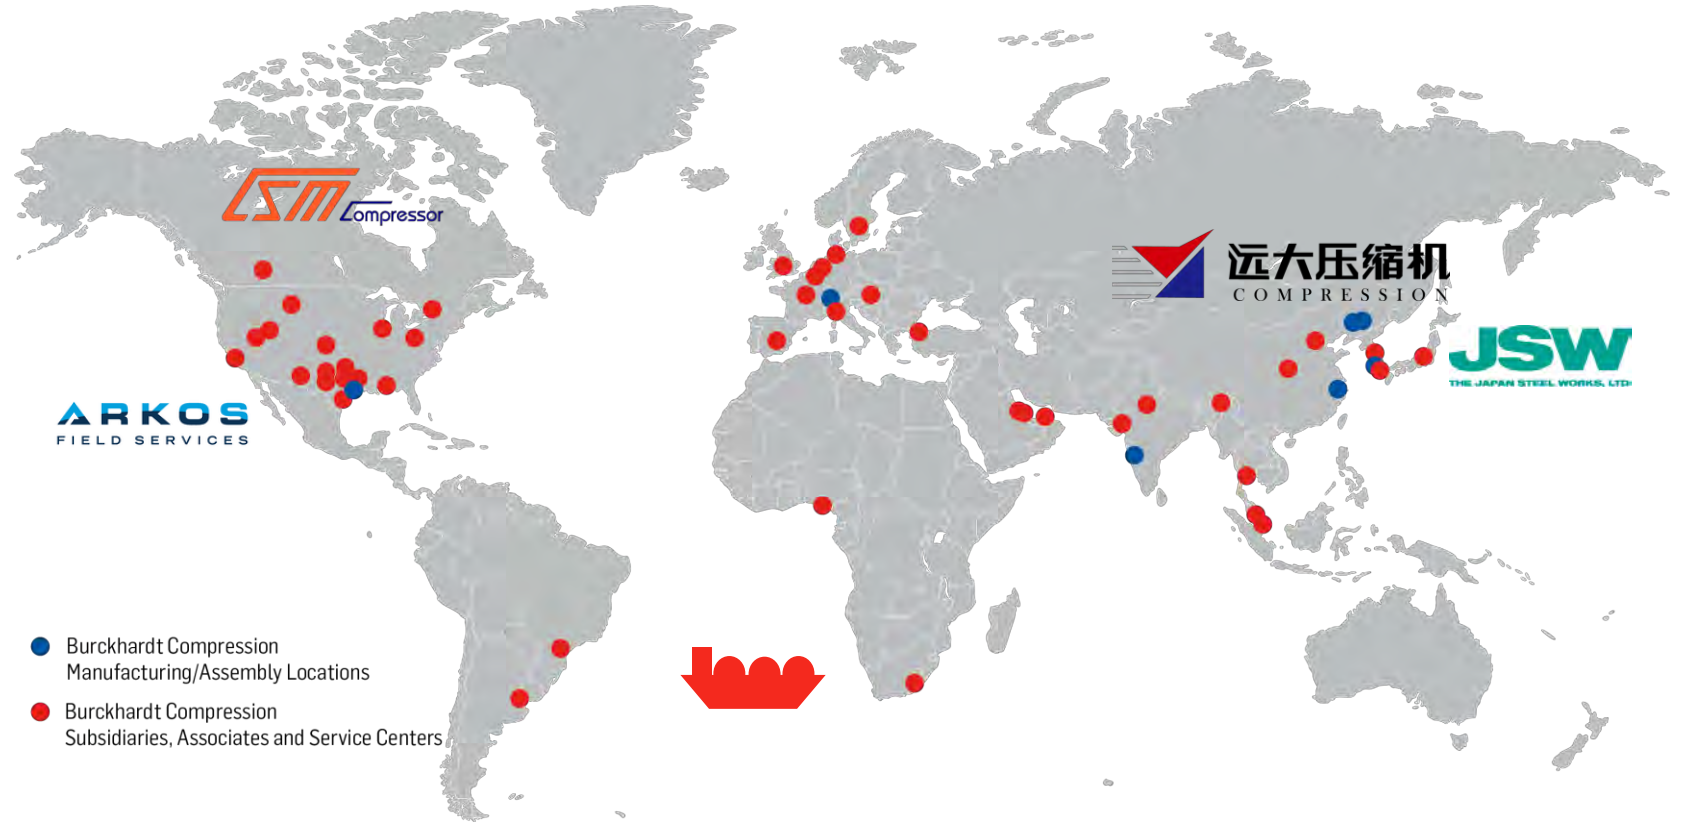 CSM
Compressor
远大压缩机
COMPRESSION
JSW
THE JAPAN STEEL WORKS, LTD
ARKOS
FIELD SERVICES
Burckhardt Compression
Manufacturing/Assembly Locations
Burckhardt Compression
Subsidiaries, Associates and Service Centers